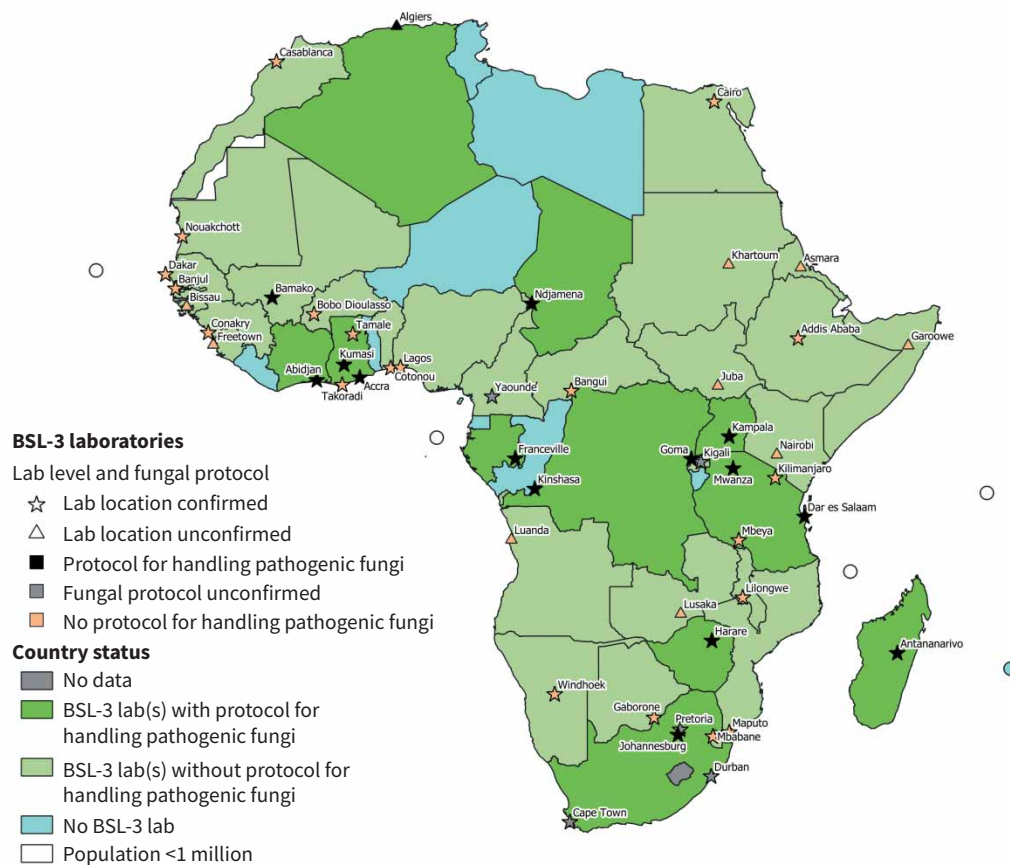 Algiers
Casablanca
Cairo
Nouakchott
Dakar
Banjul
Bissau
Bamako
Bobo Dioulasso
Ndjamena
Khartoum
Asmara
Conakry
Freetown
Tamale
Kumasi
Lagos
Addis Ababa
Garoowe
Abidjan
Accra
Cotonou
Takoradi
Yaounde
Bangui
Juba
Kampala
Nairobi
Franceville
Goma
Kigali
Kilimanjaro
Mwanza
Kinshasa
Dar es Salaam
Luanda
Mbeya
Lilongwe
Lusaka
Harare
Antananarivo
Windhoek
Gaborone
Pretoria
Maputo
Johannesburg
Mbabane
Durban
Cape Town
BSL-3 laboratories
Lab level and fungal protocol
Lab location confirmed
Lab location unconfirmed
Protocol for handling pathogenic fungi
Fungal protocol unconfirmed
No protocol for handling pathogenic fungi
Country status
No data
BSL-3 lab(s) with protocol for
handling pathogenic fungi
BSL-3 lab(s) without protocol for
handling pathogenic fungi
No BSL-3 lab
Population <1 million